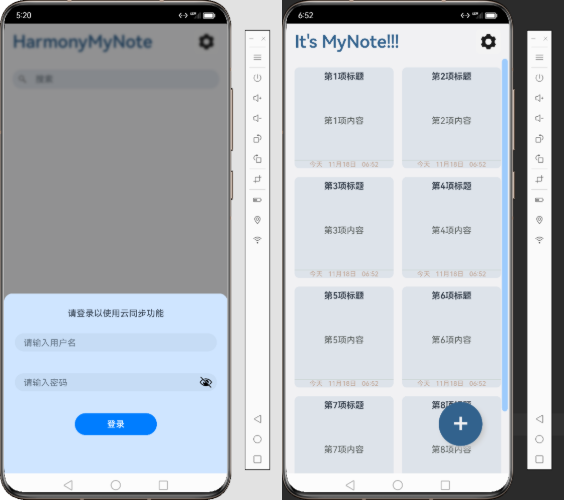 5:20
HarmonyMyNote
搜索
请登录以使用云同步功能
请输入用户名
请输入密码
登录
6:52
It's MyNote!!!
第1项标题
第2项标题
第1项内容
第2项内容
今天 11月18日 06:52
今天 11月18日 06:52
第3项标题
第4项标题
第3项内容
第4项内容
今天 11月18日 06:52
今天 11月18日 06:52
第5项标题
第6项标题
第5项内容
第6项内容
今天 11月18日 06:52
今天 11月18日 06:52
第7项标题
第8项标题
第7项内容
第8项内容